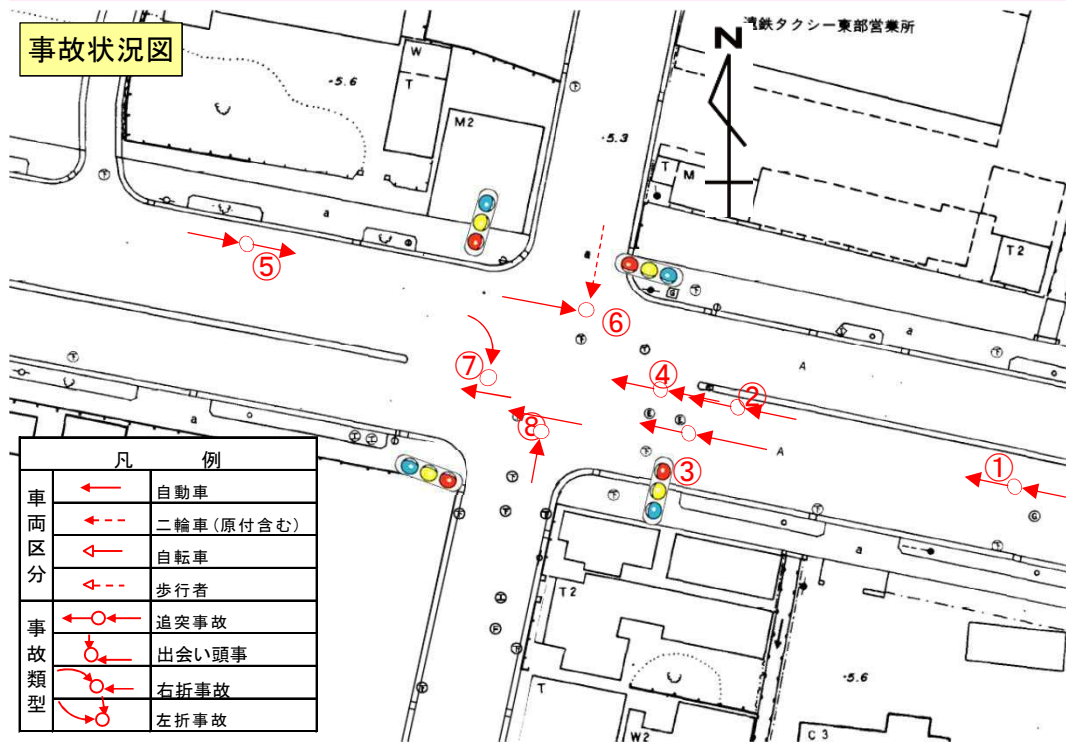 事故状況図
遠鉄タクシー東部営業所
N
W
T
-5.6
M2
-5.3
T
M
T2
a
a
a
a
⑤
⑥
A
⑦
④
②
⑧
a
A
③
①
a
T2
-5.6
T
W2
C3
凡 例
車両区分
自動車
二輪車(原付含む)
自転車
歩行者
事故類型
追突事故
出会い頭事
右折事故
左折事故